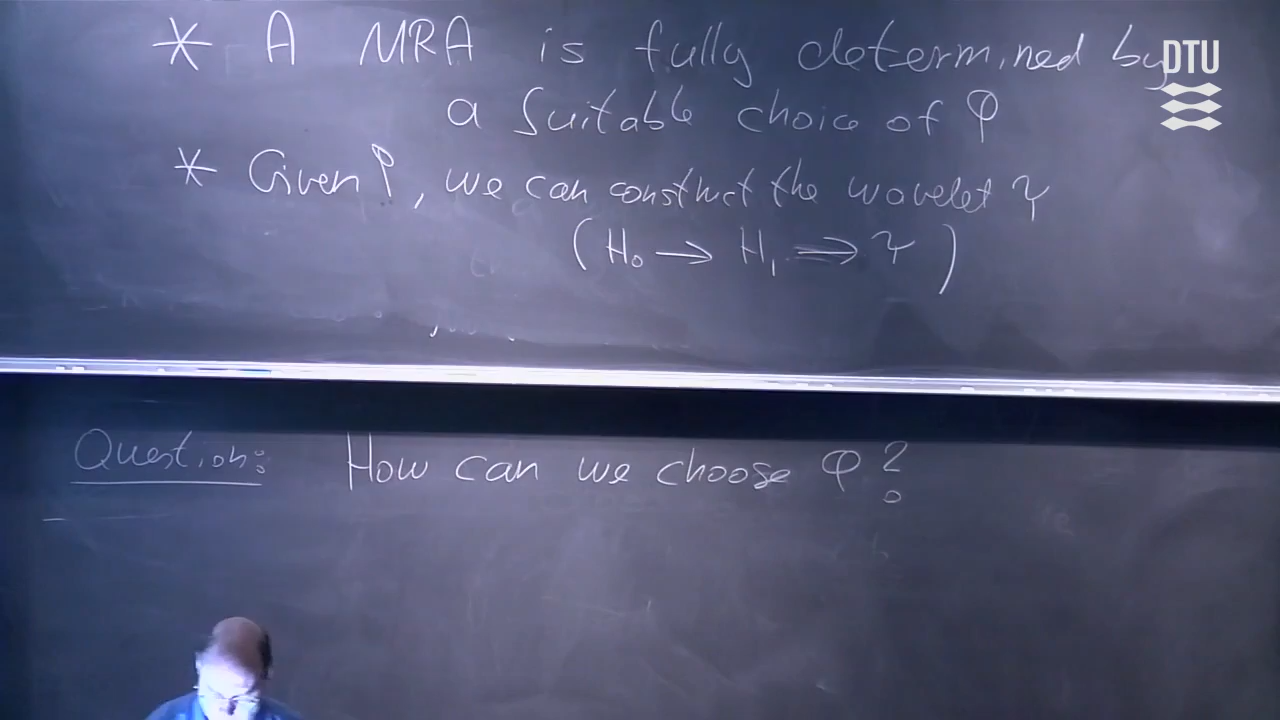 * A MRA is fully determined by
a suitable choice of φ
* Given φ, we can construct the wavelet ψ
(H₀ → H₁ ⇒ ψ)
Question: How can we choose φ?
DTU